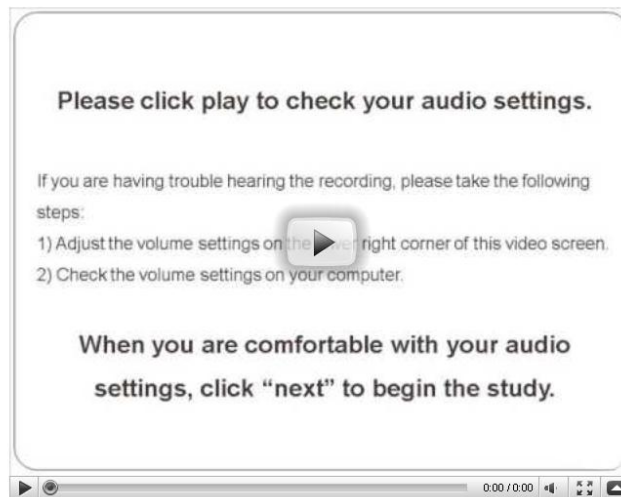 Please click play to check your audio settings.
If you are having trouble hearing the recording, please take the following
steps:
1) Adjust the volume settings on the right corner of this video screen.
2) Check the volume settings on your computer.
When you are comfortable with your audio
settings, click “next” to begin the study.
0:00 / 0:00